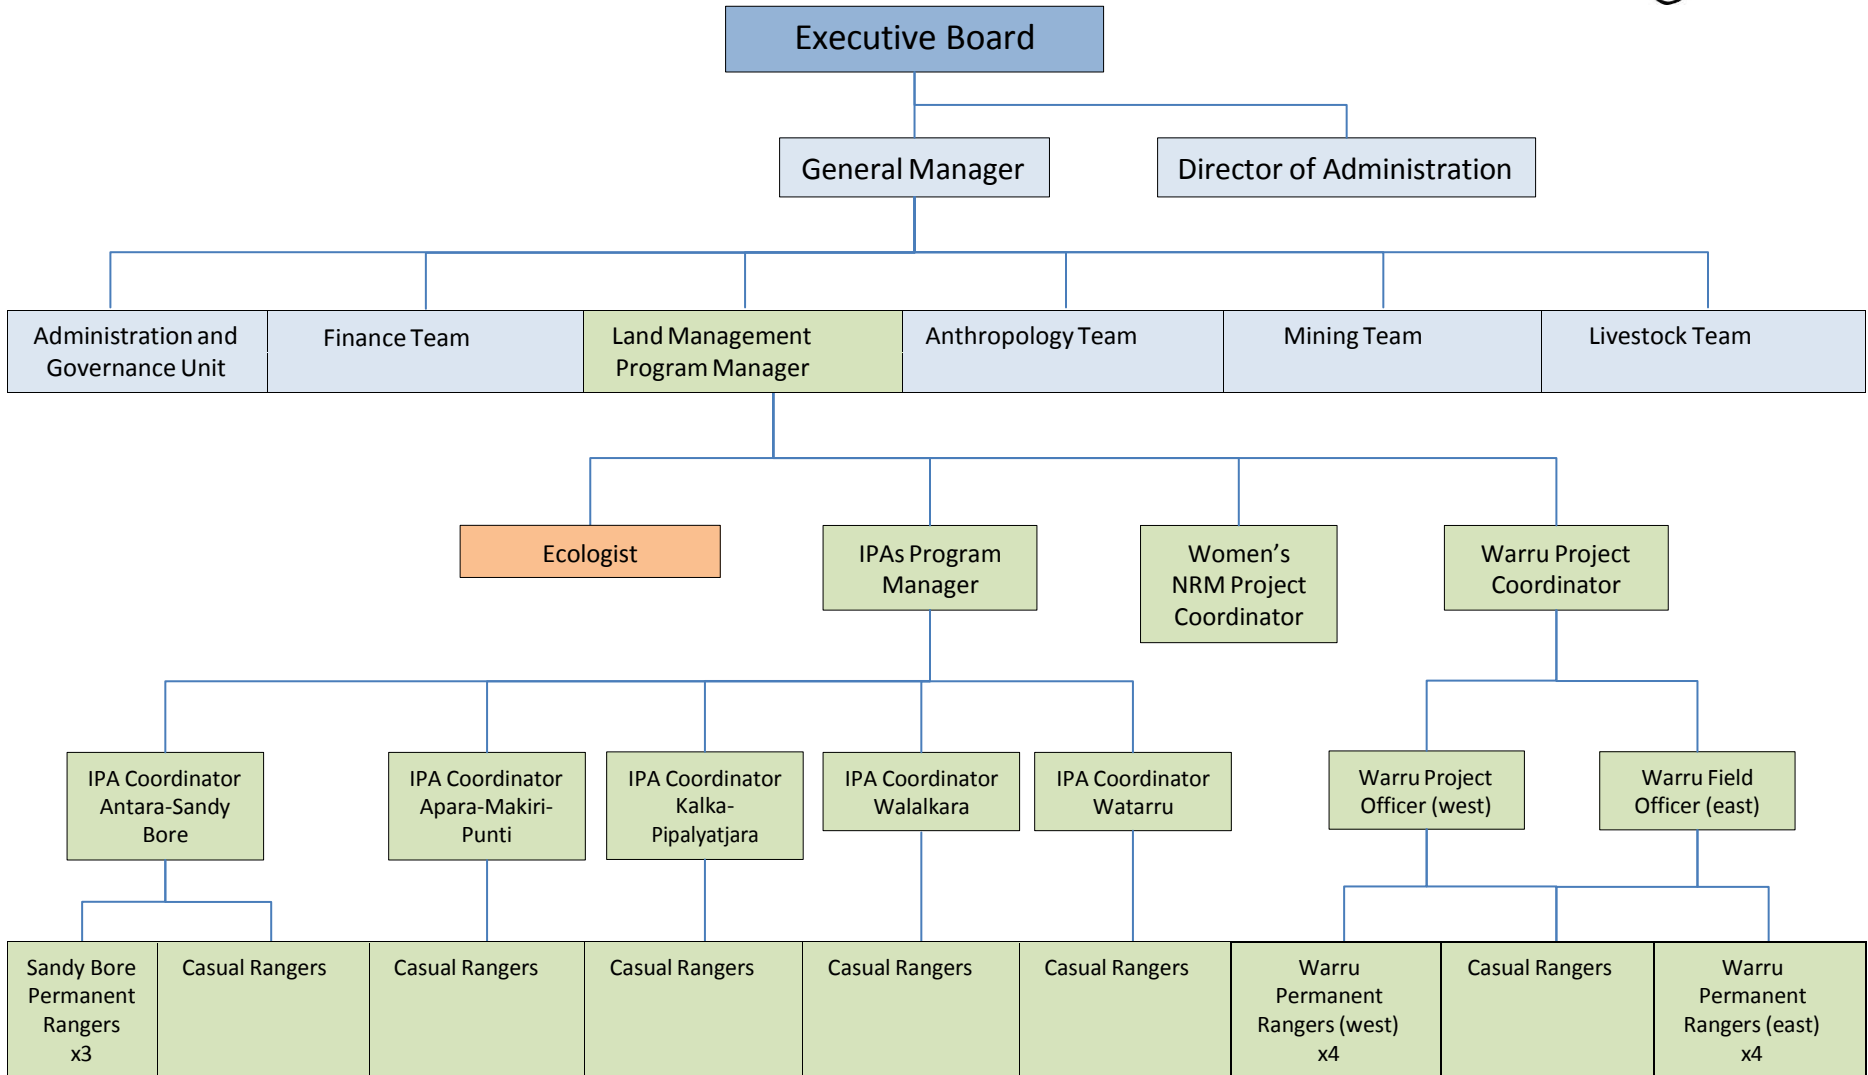 Executive Board
General Manager
Director of Administration
Administration and
Governance Unit
Finance Team
Land Management
Program Manager
Anthropology Team
Mining Team
Livestock Team
Ecologist
IPAs Program
Manager
Women’s
NRM Project
Coordinator
Warru Project
Coordinator
IPA Coordinator
Antara-Sandy
Bore
IPA Coordinator
Apara-Makiri-
Punti
IPA Coordinator
Kalka-
Pipalyatjara
IPA Coordinator
Walalkara
IPA Coordinator
Watarru
Warru Project
Officer (west)
Warru Field
Officer (east)
Sandy Bore
Permanent
Rangers
x3
Casual Rangers
Casual Rangers
Casual Rangers
Casual Rangers
Casual Rangers
Warru
Permanent
Rangers (west)
x4
Casual Rangers
Warru
Permanent
Rangers (east)
x4